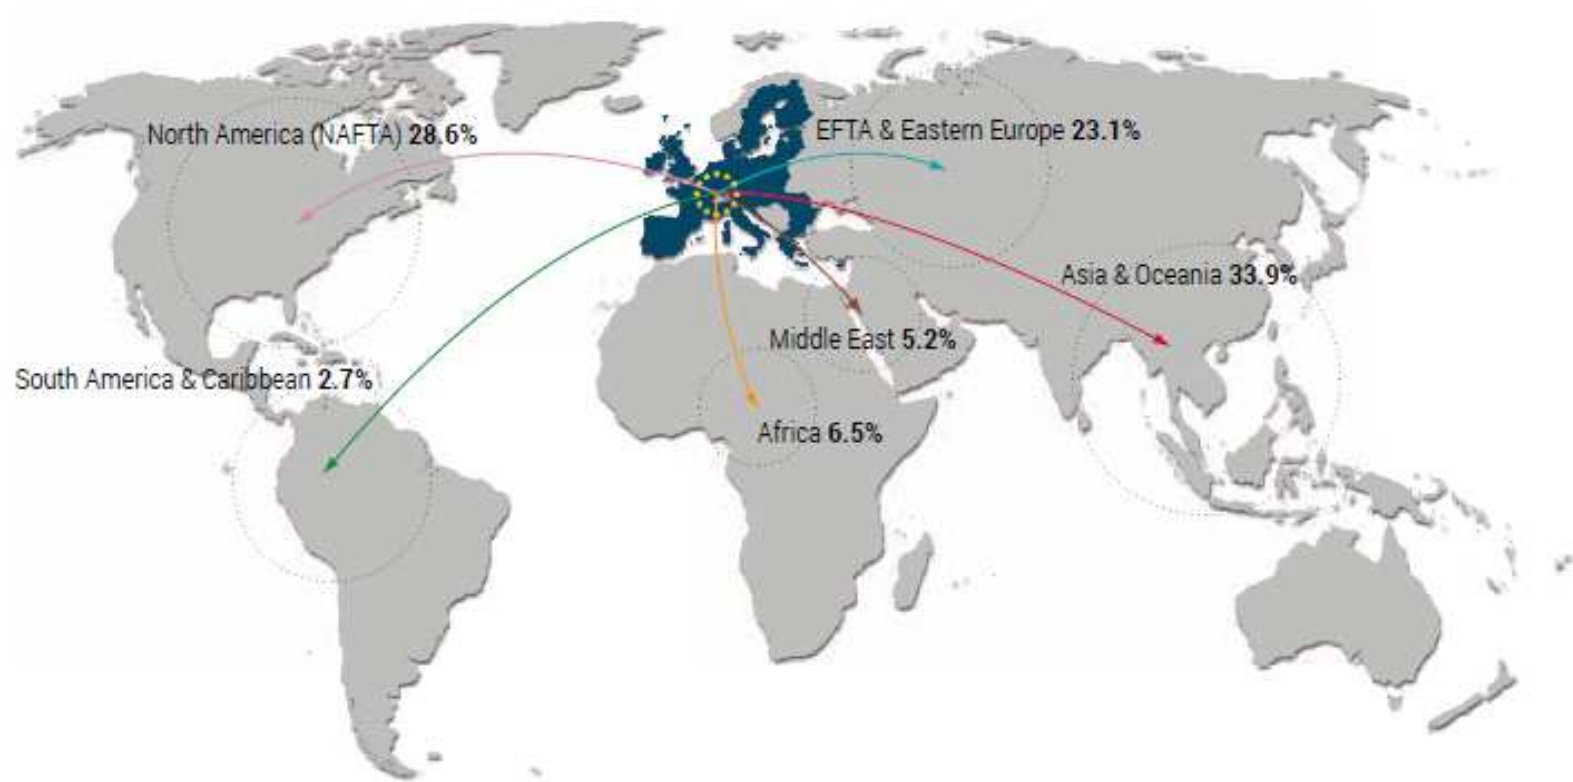 North America (NAFTA) 28.6%
EFTA & Eastern Europe 23.1%
Asia & Oceania 33.9%
Middle East 5.2%
South America & Caribbean 2.7%
Africa 6.5%